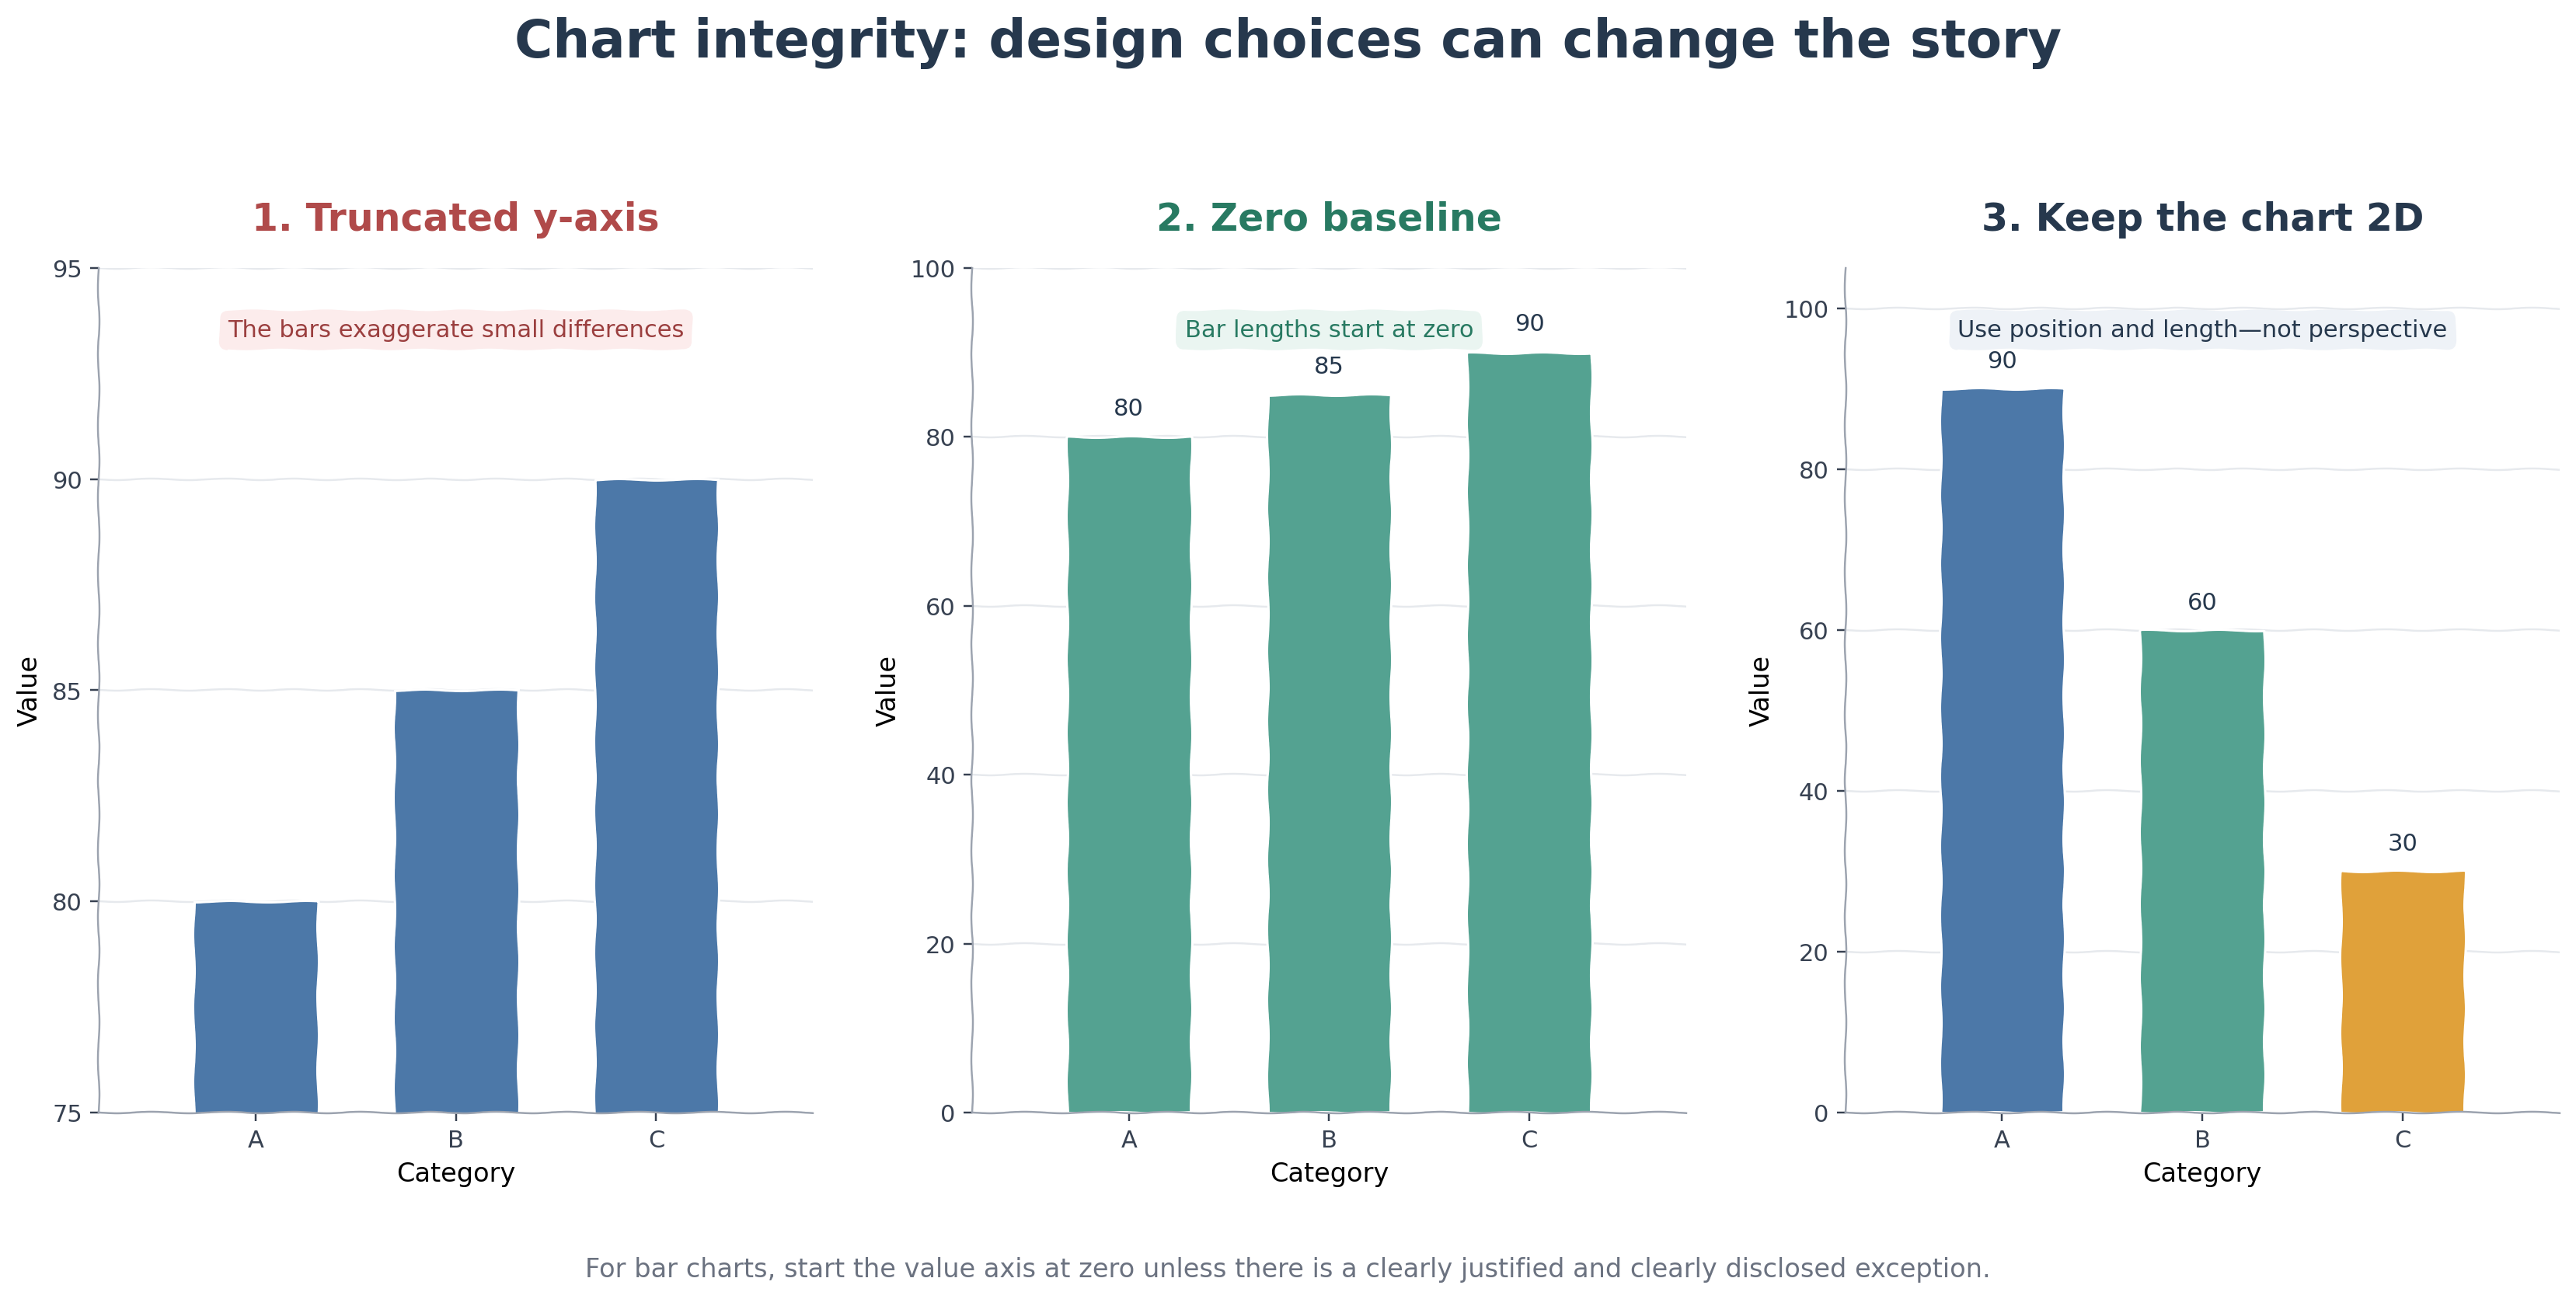 Chart integrity: design choices can change the story
1. Truncated y-axis
The bars exaggerate small differences
95
90
85
80
75
Value
A B C
Category
2. Zero baseline
Bar lengths start at zero
100
80
60
40
20
0
Value
80
85
90
A B C
Category
3. Keep the chart 2D
Use position and length—not perspective
100
80
60
40
20
0
Value
90
60
30
A B C
Category
For bar charts, start the value axis at zero unless there is a clearly justified and clearly disclosed exception.